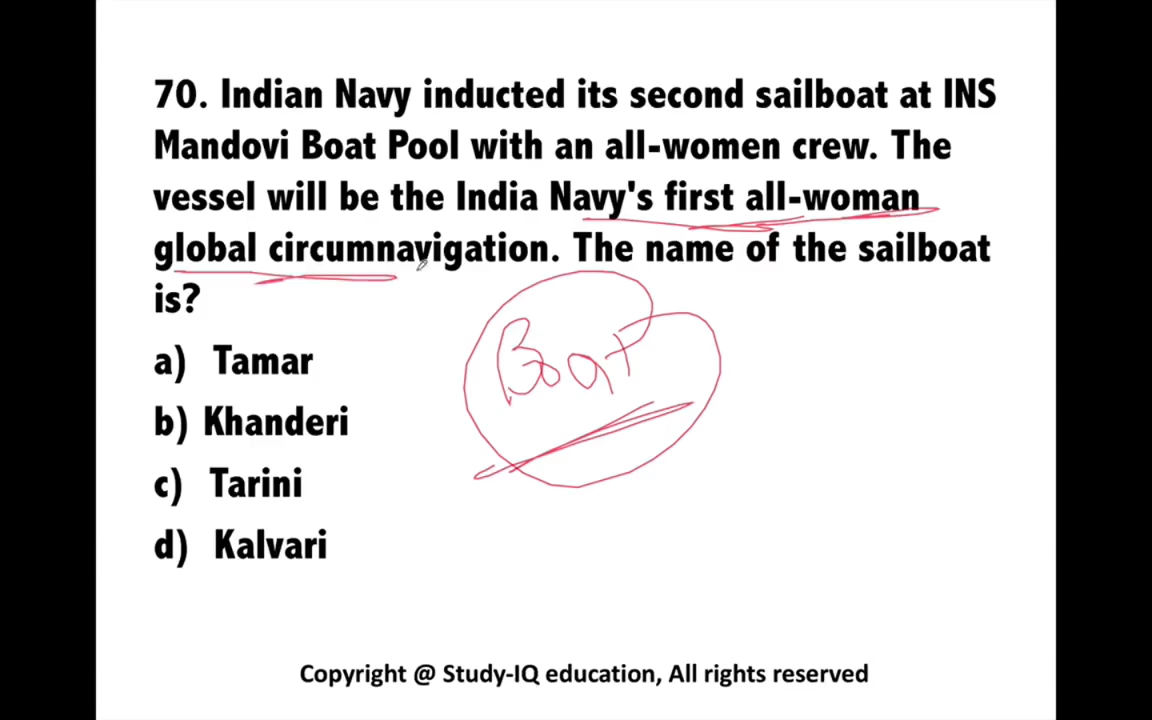 70. Indian Navy inducted its second sailboat at INS
Mandovi Boat Pool with an all-women crew. The
vessel will be the India Navy's first all-woman
global circumnavigation. The name of the sailboat
is?
Boat
a) Tamar
b) Khanderi
c) Tarini
d) Kalvari
Copyright @ Study-IQ education, All rights reserved